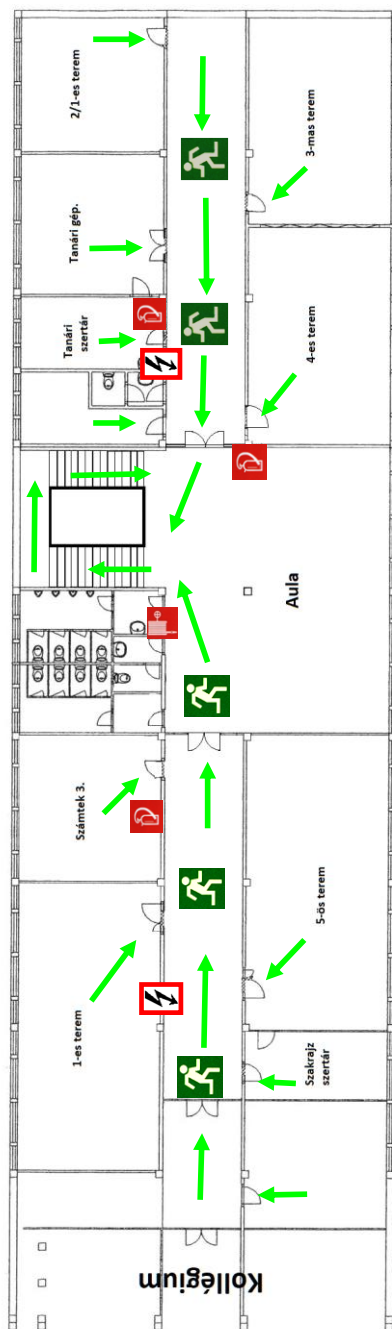 2/1-es terem
3-mas terem
Tanári gép.
Tanári
szertár
4-es terem
Aula
Számtek 3.
1-es terem
5-ös terem
Szakrajz
szertár
Kollégium